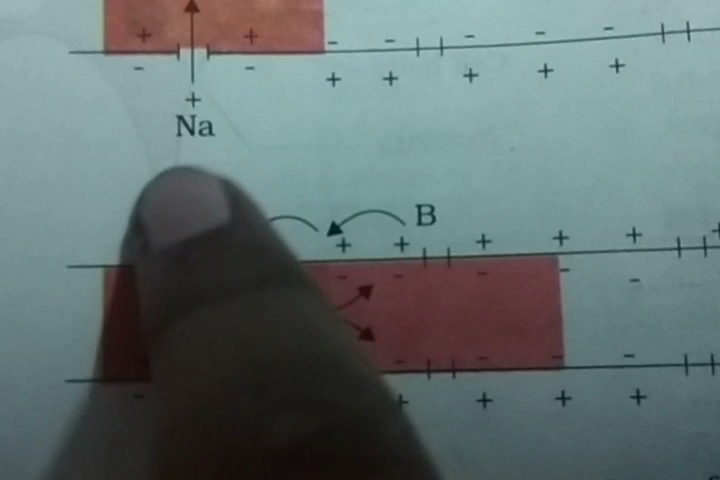 + + - - - - -
- - + + + + +
+
Na
B
+ + + + + +
- - - - -
- - -
- + + + +